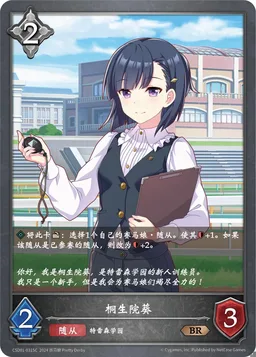 2
将此卡：选择1个自己的赛马娘·随从。使其+1。如果
该随从是已参赛的随从，则改为+2。
你好，我是桐生院葵，是特雷森学园的新人训练员。
我只是一个新手，但是我会为了赛马娘们竭尽全力的！
桐生院葵
2
随从
特雷森学园
BR
3